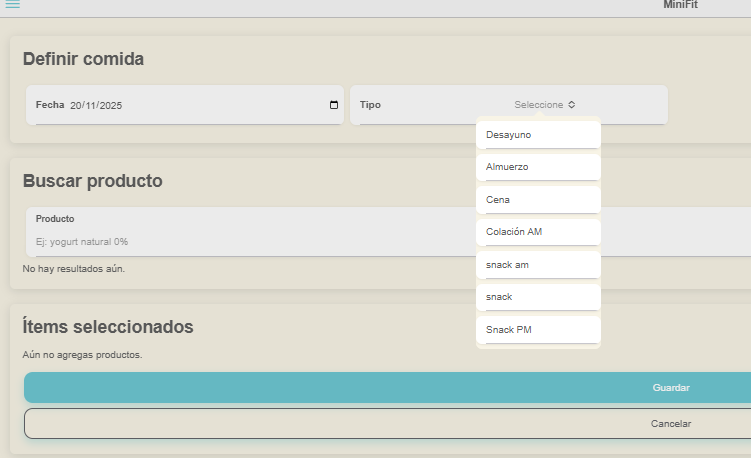 MiniFit
Definir comida
Fecha 20/11/2025
Tipo Seleccione
Desayuno
Almuerzo
Cena
Colación AM
snack am
snack
Snack PM
Buscar producto
Producto
Ej: yogurt natural 0%
No hay resultados aún.
Ítems seleccionados
Aún no agregas productos.
Guardar
Cancelar